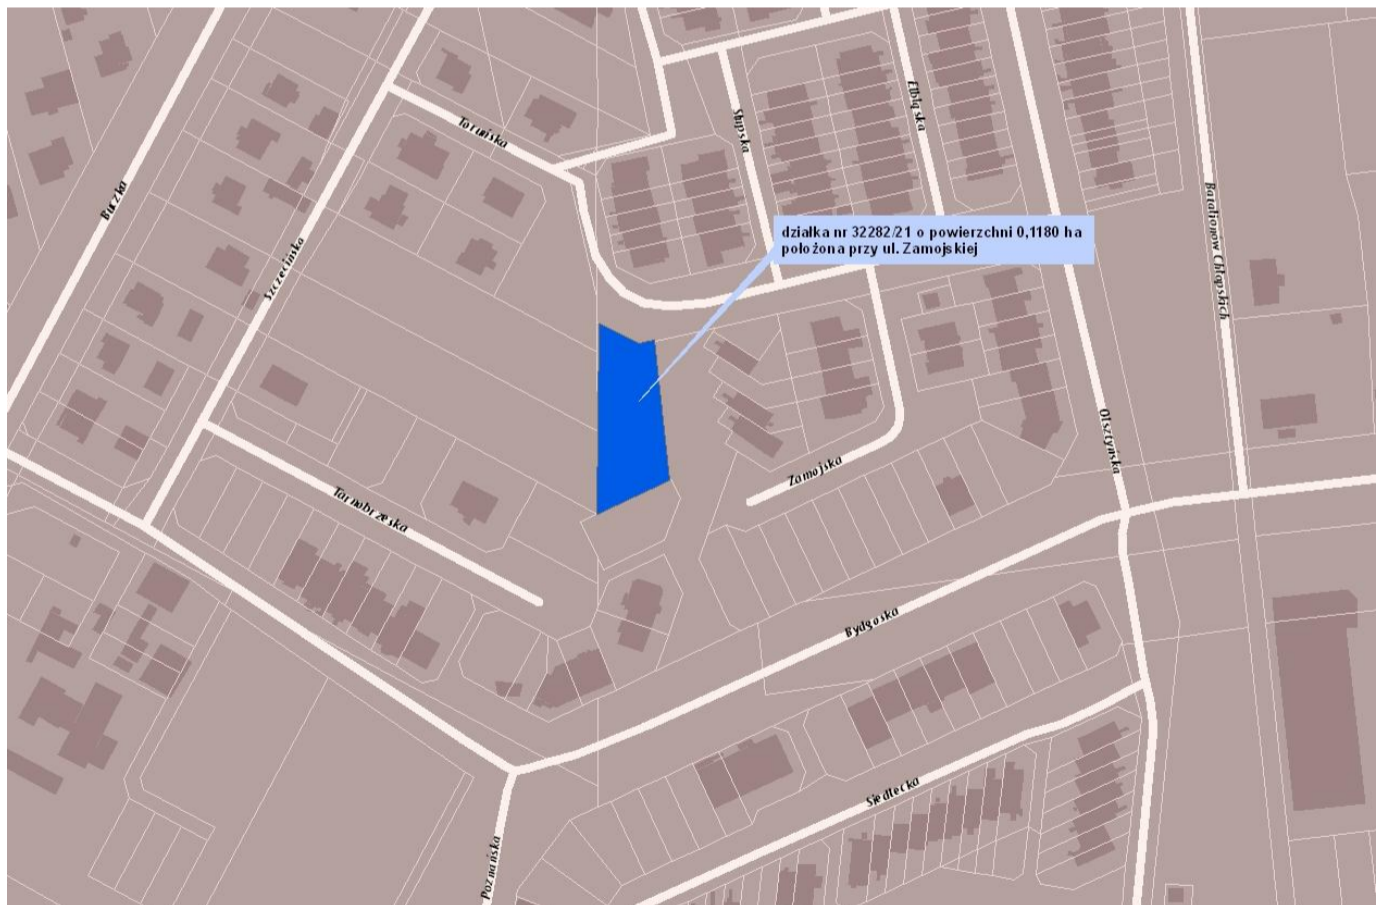 Elbląska
Słupska
Toruńska
Burzka
Batalionów Chłopskich
działka nr 32282/21 o powierzchni 0,1180 ha
położona przy ul. Zamojskiej
Szczecińska
Olsztyńska
Zamojska
Tarnobrzeska
Bydgoska
Siedlecka
Poznańska